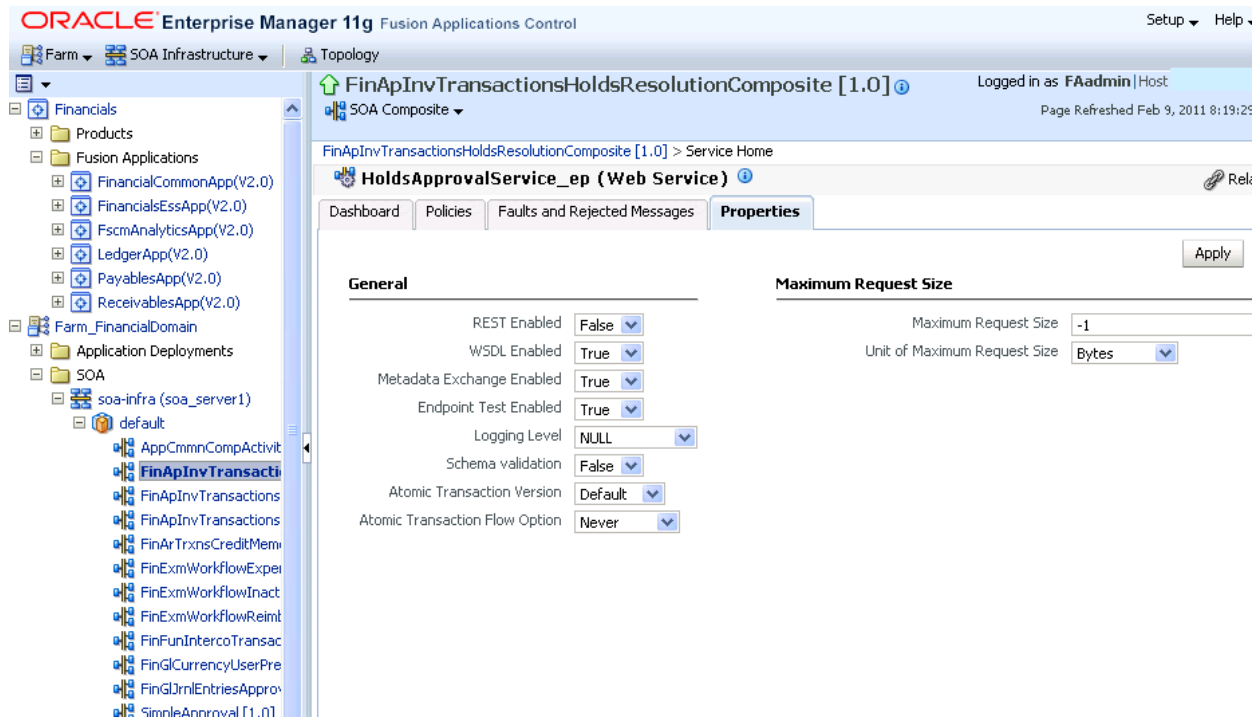 ORACLE Enterprise Manager 11g Fusion Applications Control
Setup Help
Farm SOA Infrastructure Topology
FinApInvTransactionsHoldsResolutionComposite [1.0]
Logged in as FAadmin | Host
SOA Composite
Page Refreshed Feb 9, 2011 8:19:29
FinApInvTransactionsHoldsResolutionComposite [1.0] > Service Home
HoldsApprovalService_ep (Web Service)
Rela
Dashboard Policies Faults and Rejected Messages Properties
Apply
General
REST Enabled False
WSDL Enabled True
Metadata Exchange Enabled True
Endpoint Test Enabled True
Logging Level NULL
Schema validation False
Atomic Transaction Version Default
Atomic Transaction Flow Option Never
Maximum Request Size
Maximum Request Size -1
Unit of Maximum Request Size Bytes
Financials
Products
Fusion Applications
FinancialCommonApp(V2.0)
FinancialsEssApp(V2.0)
FscmAnalyticsApp(V2.0)
LedgerApp(V2.0)
PayablesApp(V2.0)
ReceivablesApp(V2.0)
Farm_FinancialDomain
Application Deployments
SOA
soa-infra (soa_server1)
default
AppCmmnCompActivit
FinApInvTransacti
FinApInvTransactions
FinApInvTransactions
FinArTrxnsCreditMem
FinExmWorkflowExper
FinExmWorkflowInact
FinExmWorkflowReimb
FinFunIntercoTransac
FinGlCurrencyUserPre
FinGlJrnlEntriesApprov
SimpleApproval [1.0]